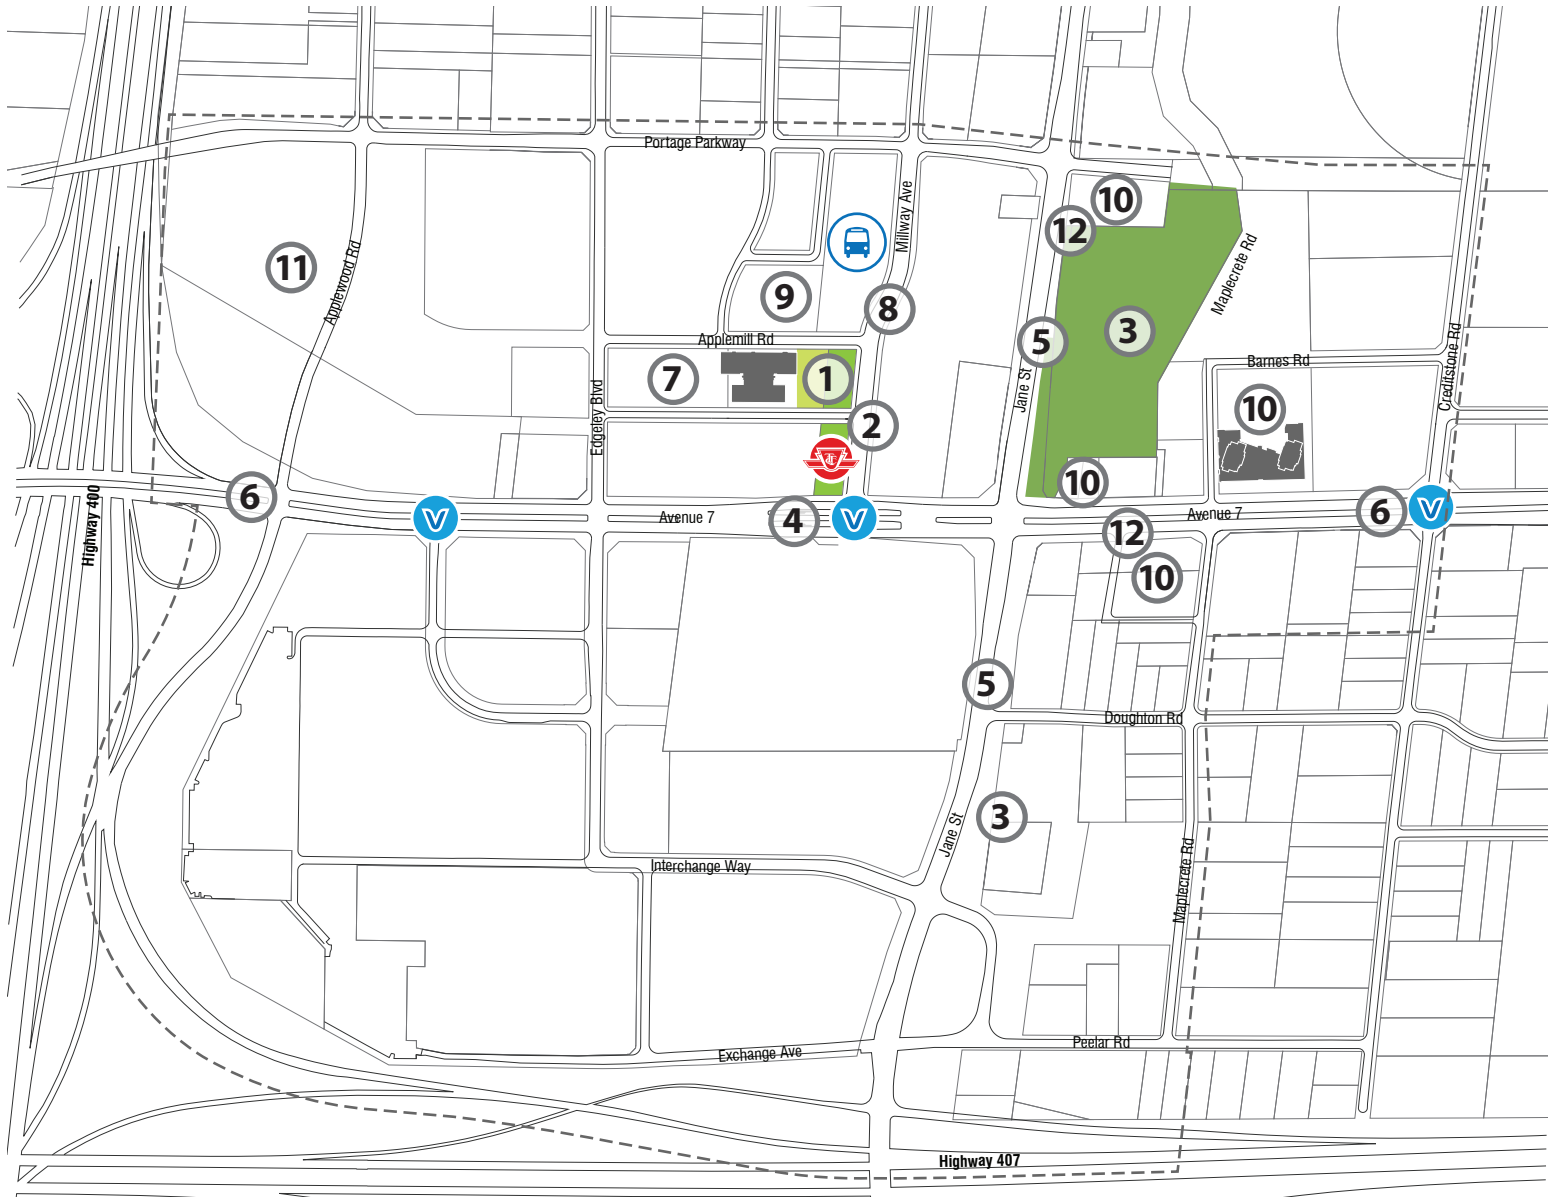 Portage Parkway
10
Millway Ave
12
11
Applewood Rd
Maplecrete Rd
9
8
3
5
Applemill Rd
Barnes Rd
Creditstone Rd
7
1
Jane St
10
Edgeley Blvd
2
10
6
Highway 400
V
Avenue 7
4
V
Avenue 7
6
V
12
10
5
Doughton Rd
3
Jane St
Interchange Way
Maplecrete Rd
Exchange Ave
Peelar Rd
Highway 407